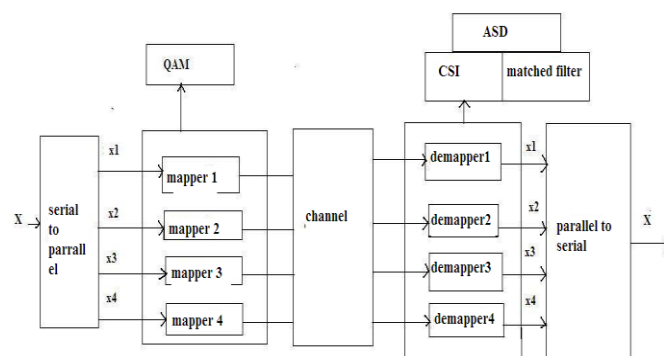 ASD
QAM
CSI
matched filter
X
serial
to
parrall
el
x1
x2
x3
x4
mapper 1
mapper 2
mapper 3
mapper 4
channel
demapper1
demapper2
demapper3
demapper4
x1
x2
x3
x4
parallel to
serial
X